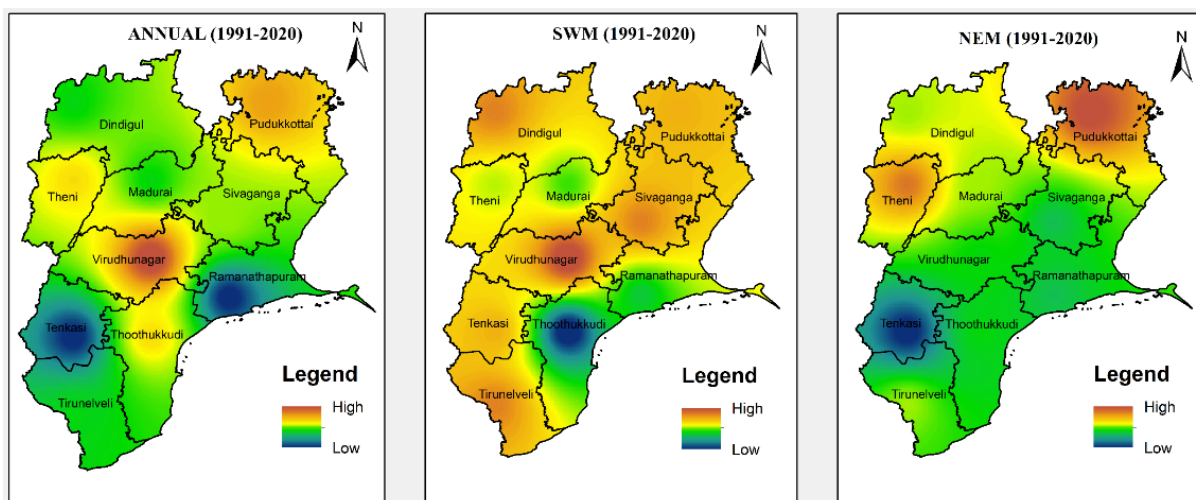 ANNUAL (1991-2020)
N
Dindigul
Pudukkottai
Theni
Madurai
Sivaganga
Virudhunagar
Ramanathapuram
Tenkasi
Thoothukkudi
Tirunelveli
Legend
High
Low
SWM (1991-2020)
N
Dindigul
Pudukkottai
Theni
Madurai
Sivaganga
Virudhunagar
Ramanathapuram
Tenkasi
Thoothukkudi
Tirunelveli
Legend
High
Low
NEM (1991-2020)
N
Dindigul
Pudukkottai
Theni
Madurai
Sivaganga
Virudhunagar
Ramanathapuram
Tenkasi
Thoothukkudi
Tirunelveli
Legend
High
Low